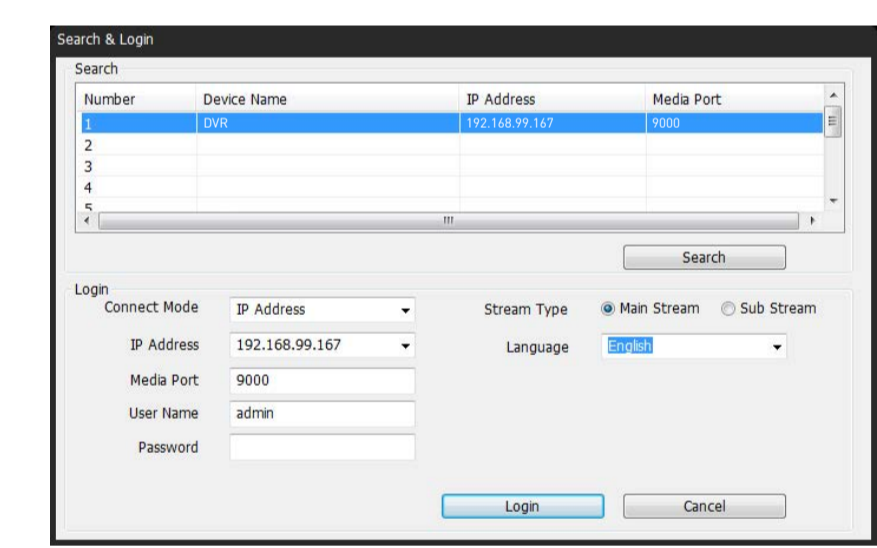 Search & Login
Search
Number Device Name IP Address Media Port
1 DVR 192.168.99.167 9000
2
3
4
5
Search
Login
Connect Mode IP Address Stream Type Main Stream Sub Stream
IP Address 192.168.99.167 Language English
Media Port 9000
User Name admin
Password
Login Cancel